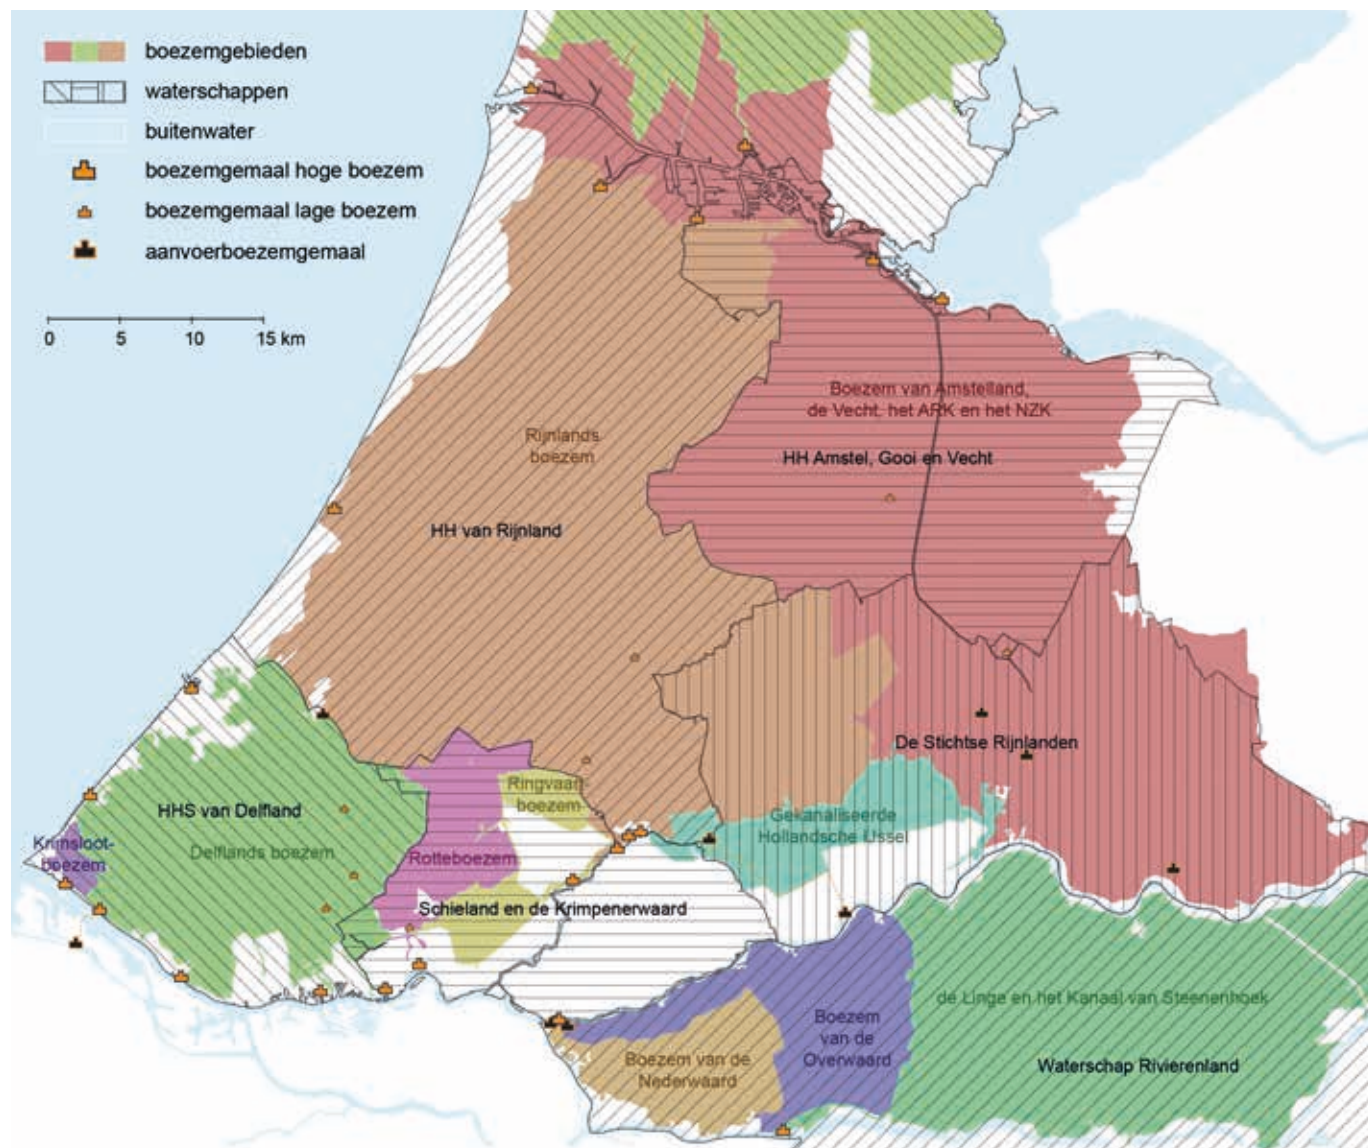 boezemgebieden
waterschappen
buitenwater
boezemgemaal hoge boezem
boezemgemaal lage boezem
aanvoerboezemgemaal
0 5 10 15 km
Boezem van Amstelland,
de Vecht, het ARK en het NZK
HH Amstel, Gooi en Vecht
Rijnlands
boezem
HH van Rijnland
De Stichtse Rijnlanden
HHS van Delfland
Delflands boezem
Krijnsloot-
boezem
Ringvaart-
boezem
Rotteboezem
Gekanaliseerde
Hollandsche IJssel
Schieland en de Krimpenerwaard
de Linge en het Kanaal van Steenenhoek
Boezem
van de
Overwaard
Boezem van de
Nederwaard
Waterschap Rivierenland